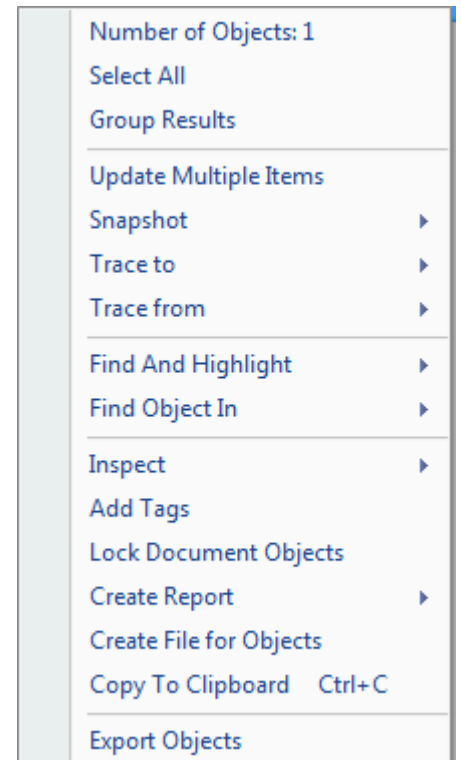 Number of Objects: 1
Select All
Group Results
Update Multiple Items
Snapshot
Trace to
Trace from
Find And Highlight
Find Object In
Inspect
Add Tags
Lock Document Objects
Create Report
Create File for Objects
Copy To Clipboard Ctrl+C
Export Objects